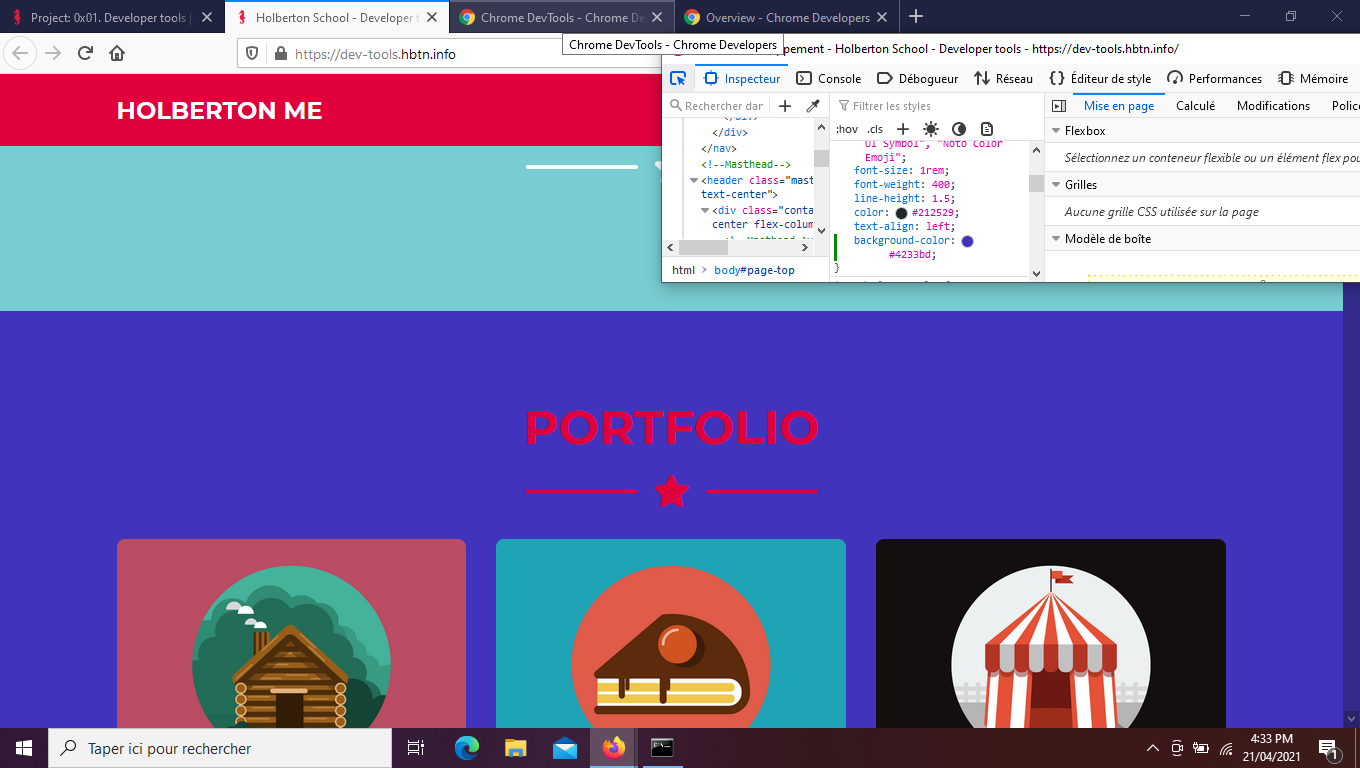 Project: 0x01. Developer tools
Holberton School - Developer t
Chrome DevTools - Chrome De
Overview - Chrome Developers
https://dev-tools.hbtn.info
Chrome DevTools - Chrome Developers
pement - Holberton School - Developer tools - https://dev-tools.hbtn.info/
Inspecteur
Console
Débogueur
Réseau
Éditeur de style
Performances
Mémoire
Rechercher dan
</div>
</nav>
<!--Masthead-->
<header class="mast
text-center">
<div class="conta
center flex-colum
html
body#page-top
Filtrer les styles
:hov
.cls
UI Symbol", "Noto Color
Emoji";
font-size: 1rem;
font-weight: 400;
line-height: 1.5;
color: #212529;
text-align: left;
background-color:
#4233bd;
}
Mise en page
Calculé
Modifications
Police
Flexbox
Sélectionnez un conteneur flexible ou un élément flex pou
Grilles
Aucune grille CSS utilisée sur la page
Modèle de boîte
HOLBERTON ME
PORTFOLIO
Taper ici pour rechercher
4:33 PM
21/04/2021
1